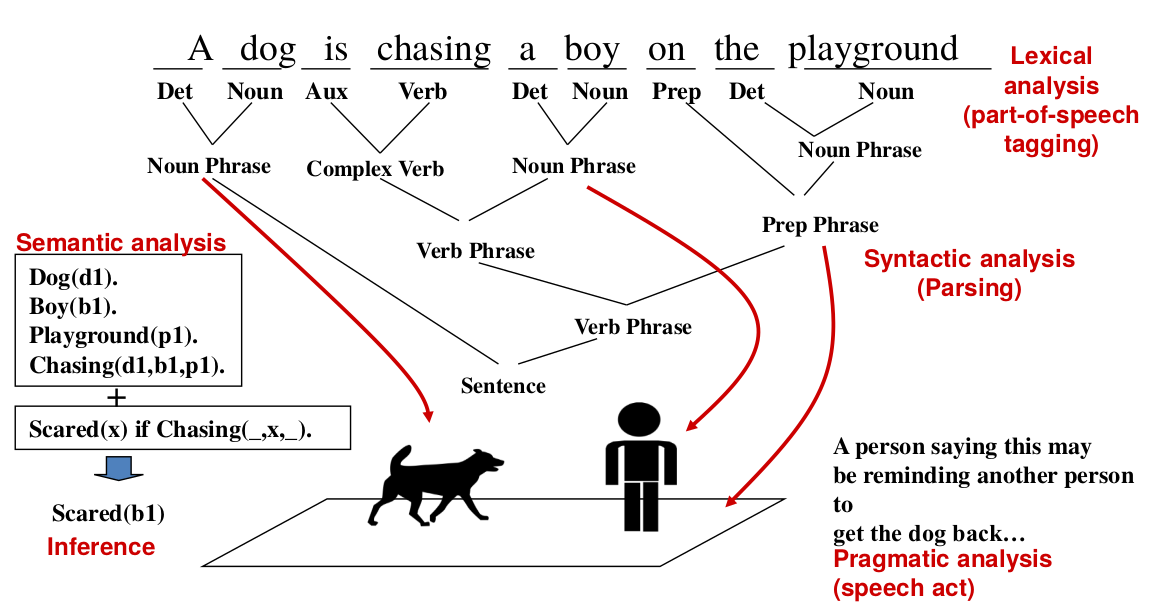 A dog is chasing a boy on the playground
Det Noun Aux Verb Det Noun Prep Det Noun
Lexical
analysis
(part-of-speech
tagging)
Noun Phrase Complex Verb Noun Phrase Noun Phrase
Prep Phrase
Verb Phrase
Syntactic analysis
(Parsing)
Verb Phrase
Sentence
Semantic analysis
Dog(d1).
Boy(b1).
Playground(p1).
Chasing(d1,b1,p1).
+
Scared(x) if Chasing(_,x,_).
Scared(b1)
Inference
A person saying this may
be reminding another person
to
get the dog back…
Pragmatic analysis
(speech act)